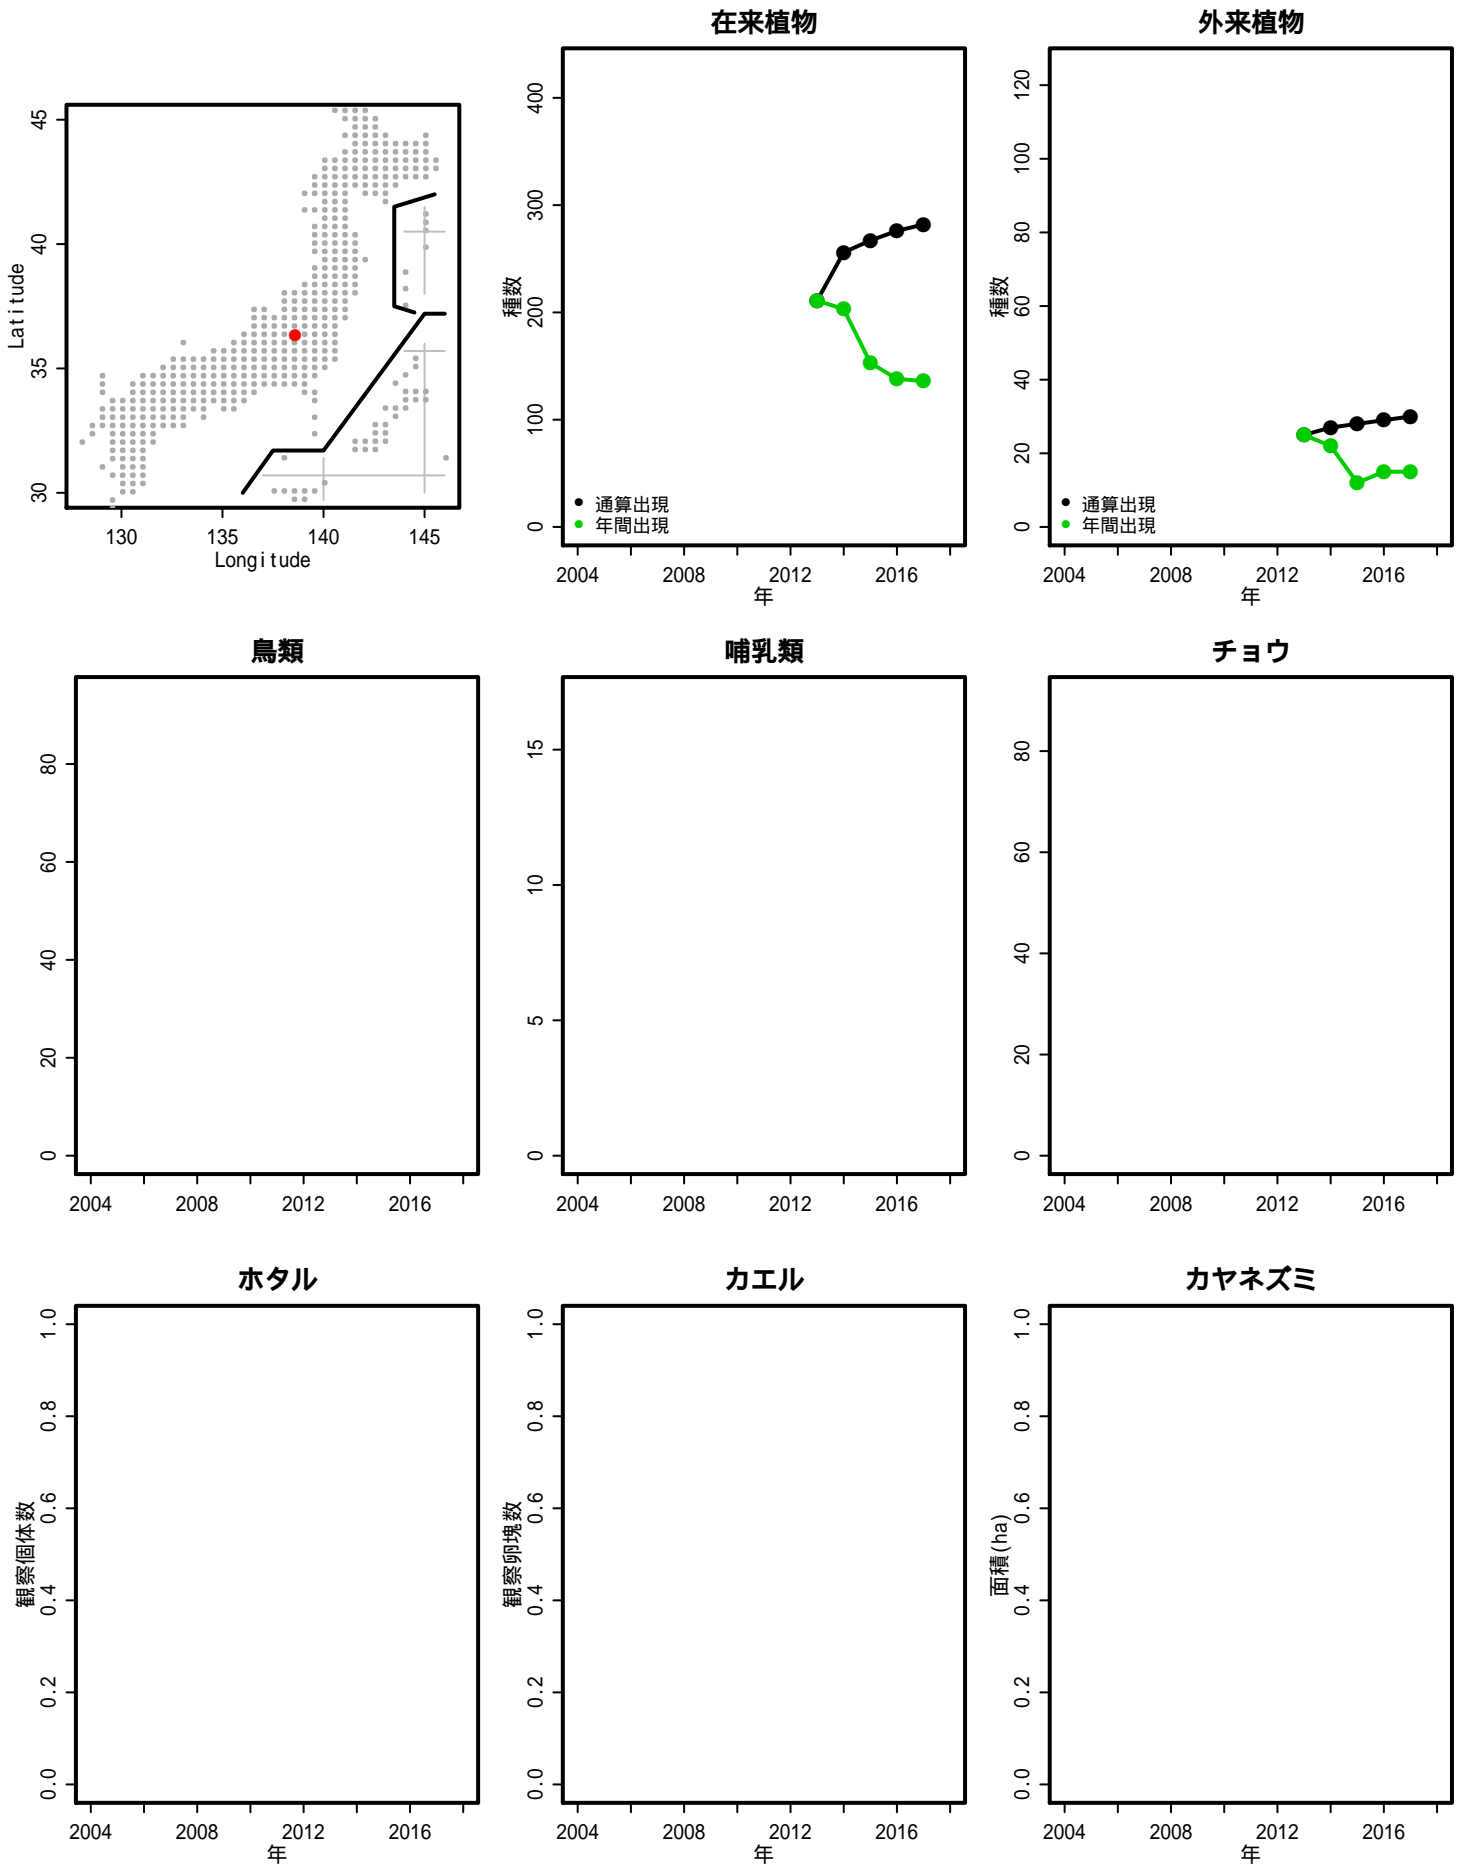 在来植物
外来植物
Latitude
45
40
35
30
130 135 140 145
Longitude
種数
400
300
200
100
0
通算出現
年間出現
2004 2008 2012 2016
年
種数
120
100
80
60
40
20
0
通算出現
年間出現
2004 2008 2012 2016
年
鳥類
80
60
40
20
0
2004 2008 2012 2016
哺乳類
15
10
5
0
2004 2008 2012 2016
チョウ
80
60
40
20
0
2004 2008 2012 2016
ホタル
観察個体数
1.0
0.8
0.6
0.4
0.2
0.0
2004 2008 2012 2016
年
カエル
観察卵塊数
1.0
0.8
0.6
0.4
0.2
0.0
2004 2008 2012 2016
年
カヤネズミ
面積(ha)
1.0
0.8
0.6
0.4
0.2
0.0
2004 2008 2012 2016
年